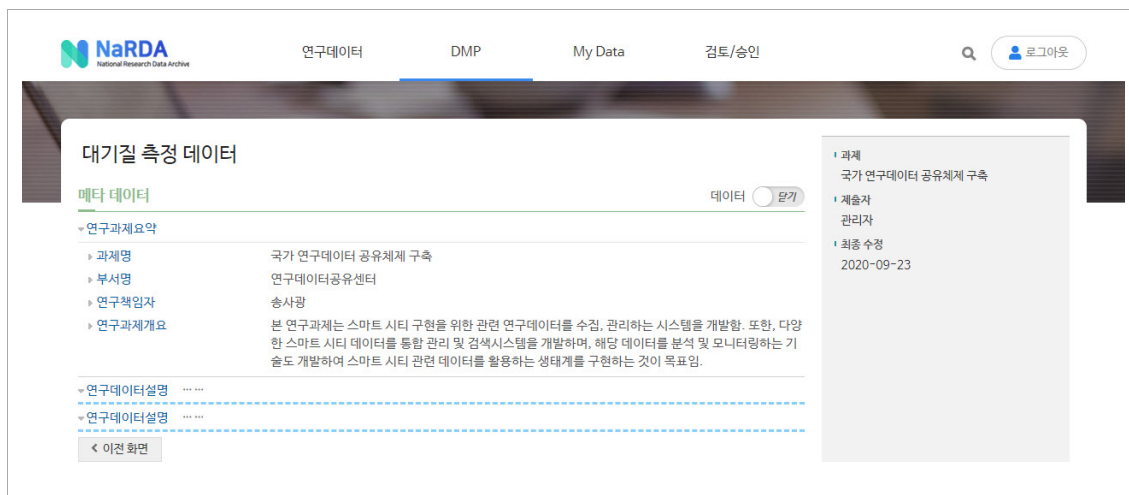 NaRDA
National Research Data Archive
연구데이터
DMP
My Data
검토/승인
로그아웃
대기질 측정 데이터
메타 데이터
데이터 닫기
연구과제요약
과제명 국가 연구데이터 공유체제 구축
부서명 연구데이터공유센터
연구책임자 송사광
연구과제개요 본 연구과제는 스마트 시티 구현을 위한 관련 연구데이터를 수집, 관리하는 시스템을 개발함. 또한, 다양
한 스마트 시티 데이터를 통합 관리 및 검색시스템을 개발하며, 해당 데이터를 분석 및 모니터링하는 기
술도 개발하여 스마트 시티 관련 데이터를 활용하는 생태계를 구현하는 것이 목표임.
연구데이터설명 ... ...
연구데이터설명 ... ...
이전 화면
과제
국가 연구데이터 공유체제 구축
제출자
관리자
최종 수정
2020-09-23